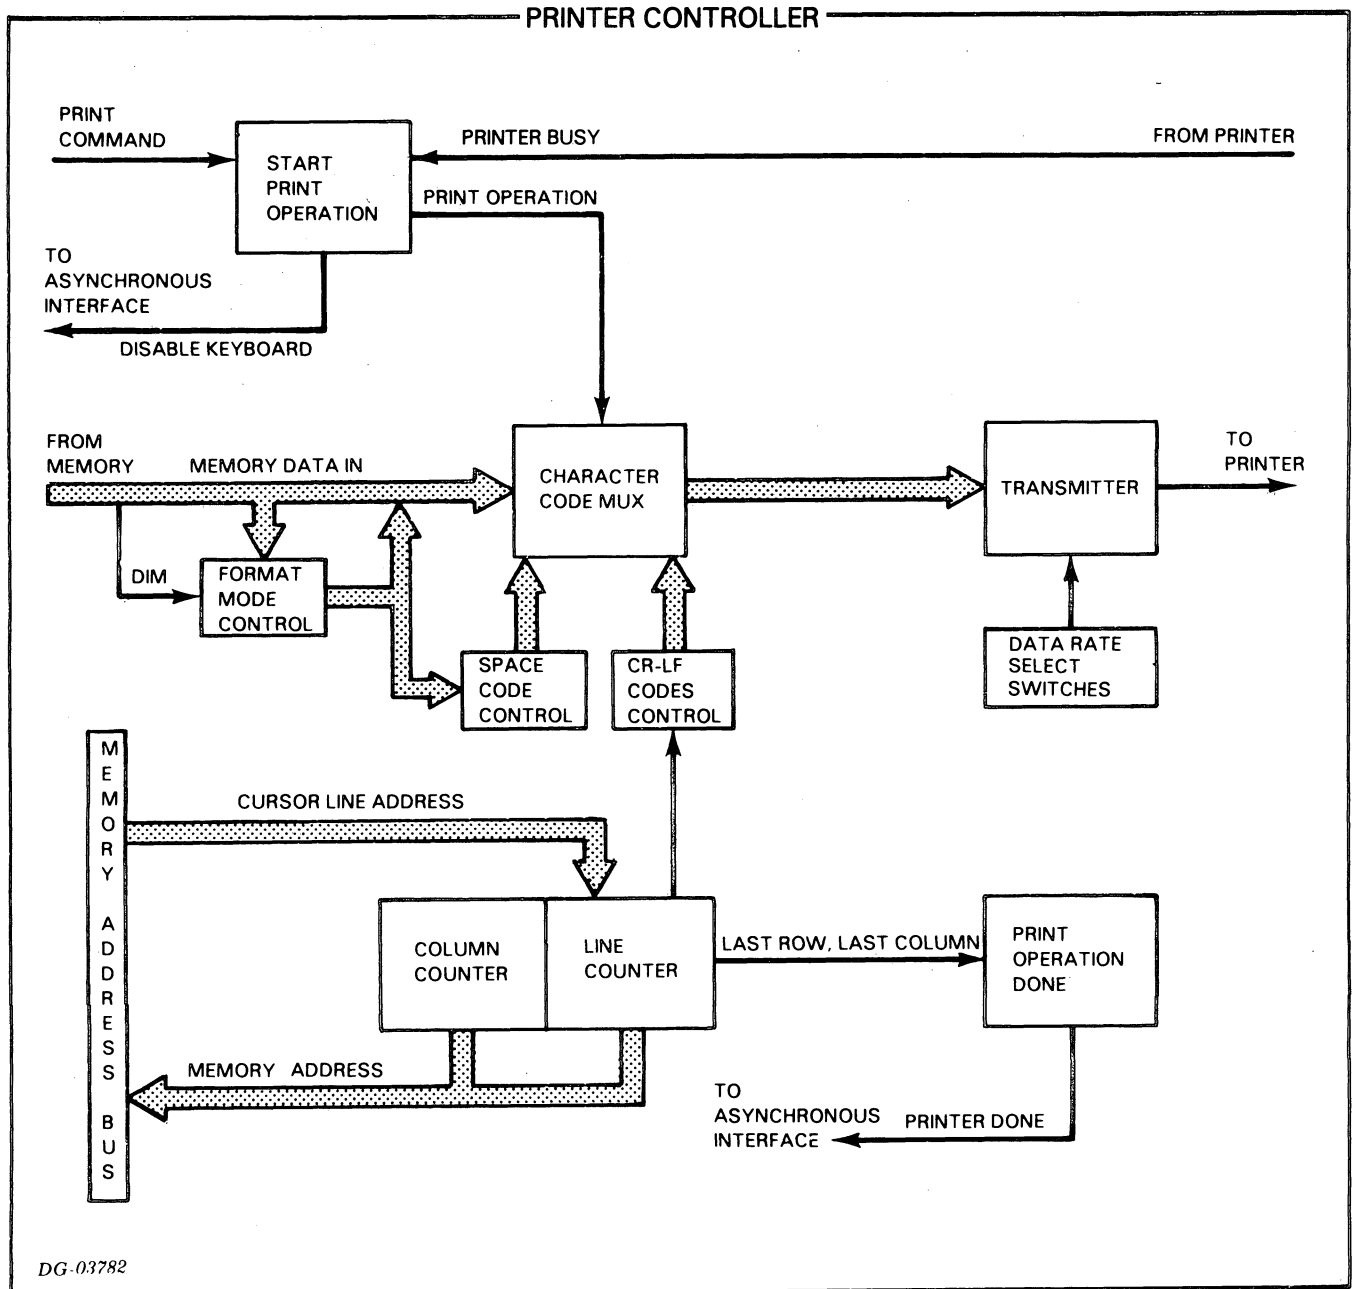 PRINTER CONTROLLER
PRINT
COMMAND
START
PRINT
OPERATION
PRINTER BUSY
FROM PRINTER
PRINT OPERATION
TO
ASYNCHRONOUS
INTERFACE
DISABLE KEYBOARD
FROM
MEMORY
MEMORY DATA IN
CHARACTER
CODE MUX
TRANSMITTER
TO
PRINTER
DIM
FORMAT
MODE
CONTROL
SPACE
CODE
CONTROL
CR-LF
CODES
CONTROL
DATA RATE
SELECT
SWITCHES
MEMORY ADDRESS BUS
CURSOR LINE ADDRESS
COLUMN
COUNTER
LINE
COUNTER
LAST ROW, LAST COLUMN
PRINT
OPERATION
DONE
MEMORY ADDRESS
TO
ASYNCHRONOUS
INTERFACE
PRINTER DONE
DG-03782